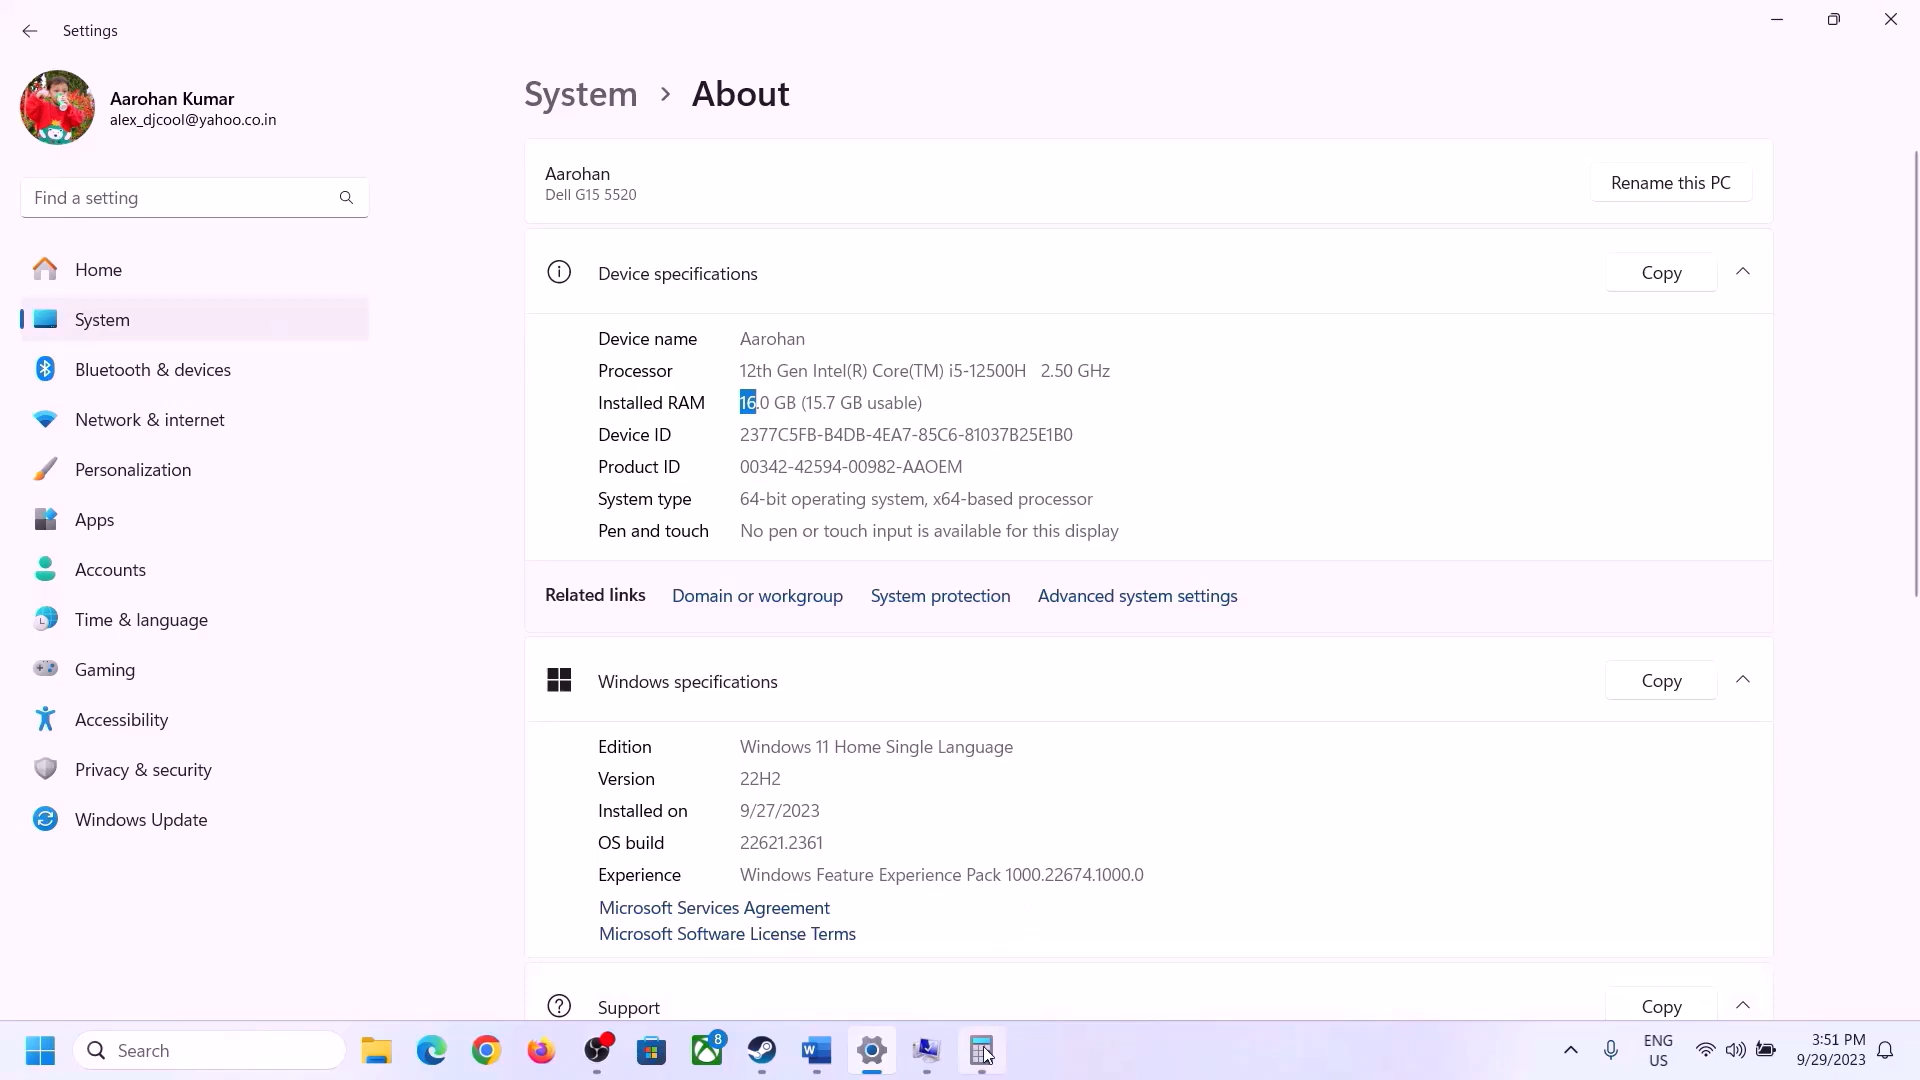 Settings
Aarohan Kumar
alex_djcool@yahoo.co.in
Find a setting
Home
System
Bluetooth & devices
Network & internet
Personalization
Apps
Accounts
Time & language
Gaming
Accessibility
Privacy & security
Windows Update
System > About
Aarohan
Dell G15 5520
Rename this PC
Device specifications
Copy
Device name Aarohan
Processor 12th Gen Intel(R) Core(TM) i5-12500H 2.50 GHz
Installed RAM 16.0 GB (15.7 GB usable)
Device ID 2377C5FB-B4DB-4EA7-85C6-81037B25E1B0
Product ID 00342-42594-00982-AAOEM
System type 64-bit operating system, x64-based processor
Pen and touch No pen or touch input is available for this display
Related links Domain or workgroup System protection Advanced system settings
Windows specifications
Copy
Edition Windows 11 Home Single Language
Version 22H2
Installed on 9/27/2023
OS build 22621.2361
Experience Windows Feature Experience Pack 1000.22674.1000.0
Microsoft Services Agreement
Microsoft Software License Terms
Support
Copy
Search
8
ENG
US
3:51 PM
9/29/2023